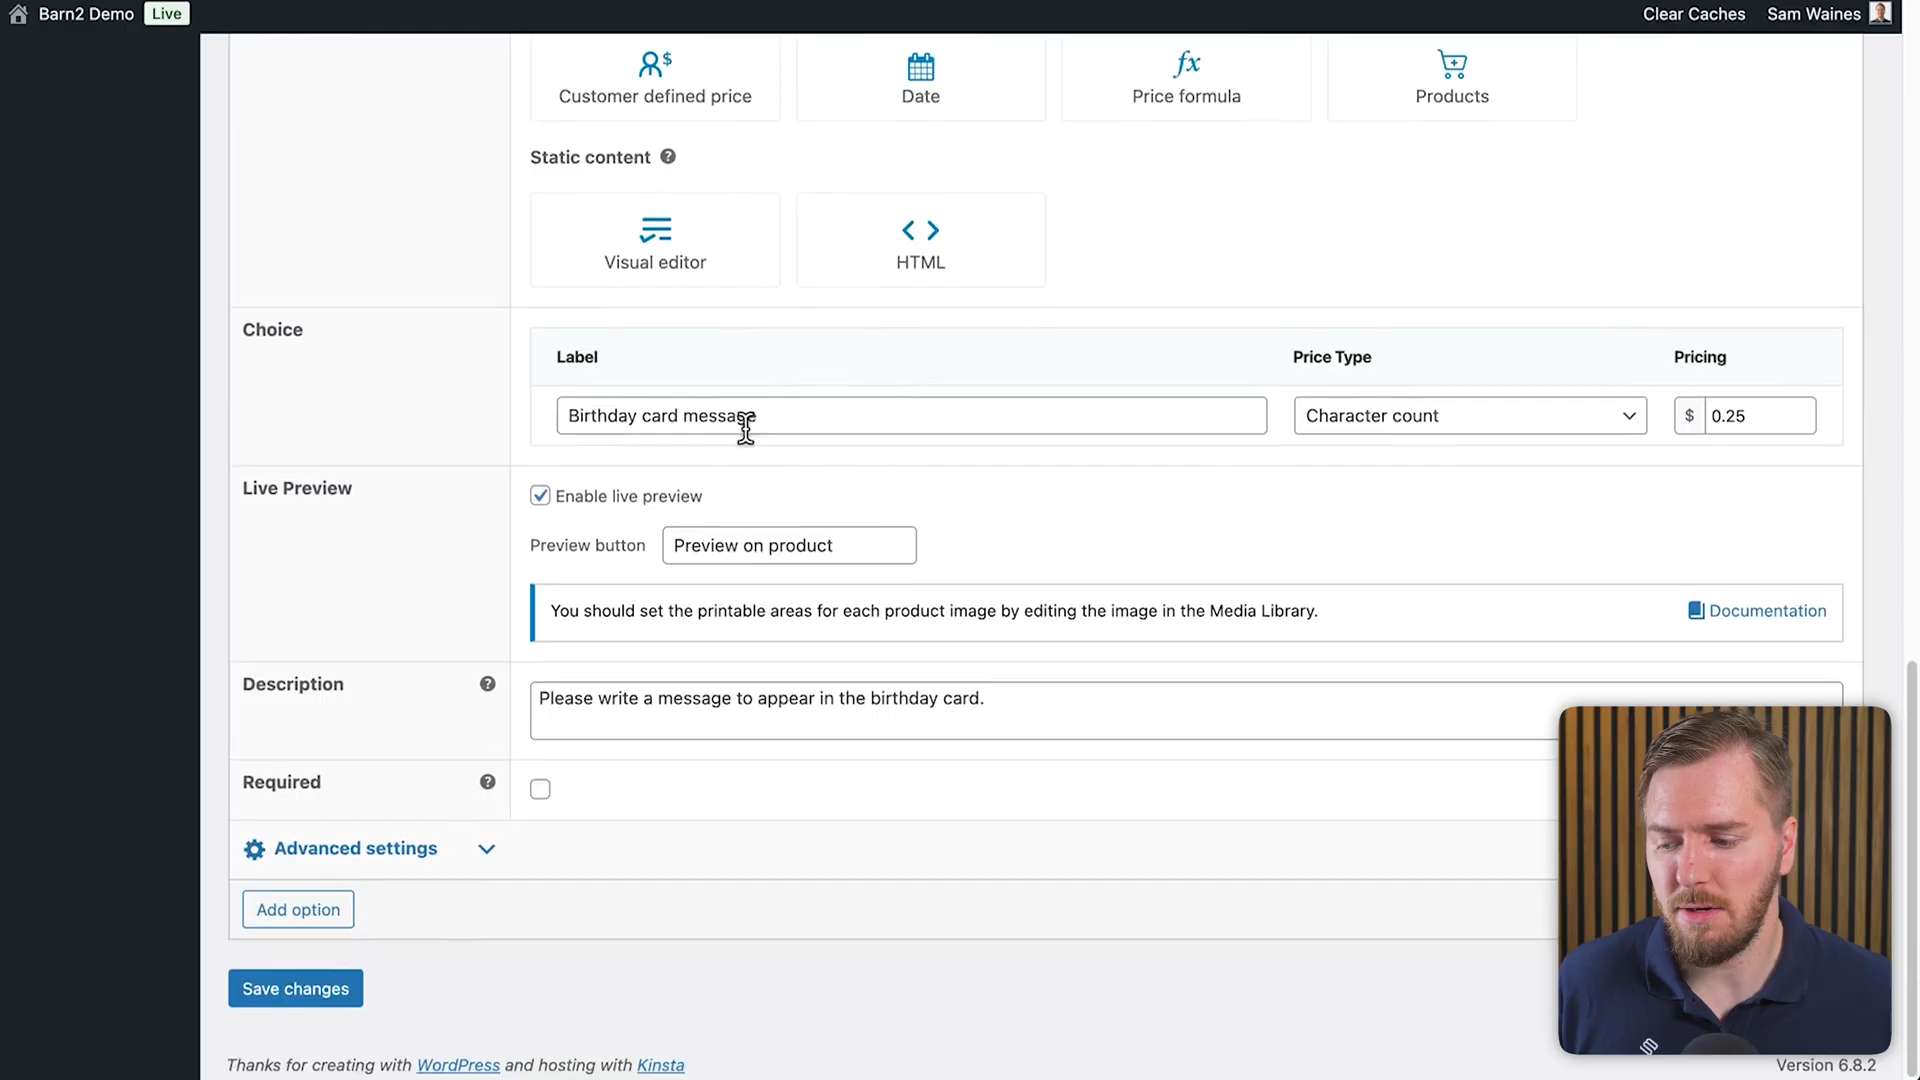 Barn2 Demo Live Clear Caches Sam Waines
Customer defined price Date Price formula Products
Static content
Visual editor HTML
Choice
Label Price Type Pricing
Birthday card message Character count $ 0.25
Live Preview
Enable live preview
Preview button Preview on product
You should set the printable areas for each product image by editing the image in the Media Library. Documentation
Description
Please write a message to appear in the birthday card.
Required
Advanced settings
Add option
Save changes
Thanks for creating with WordPress and hosting with Kinsta
Version 6.8.2